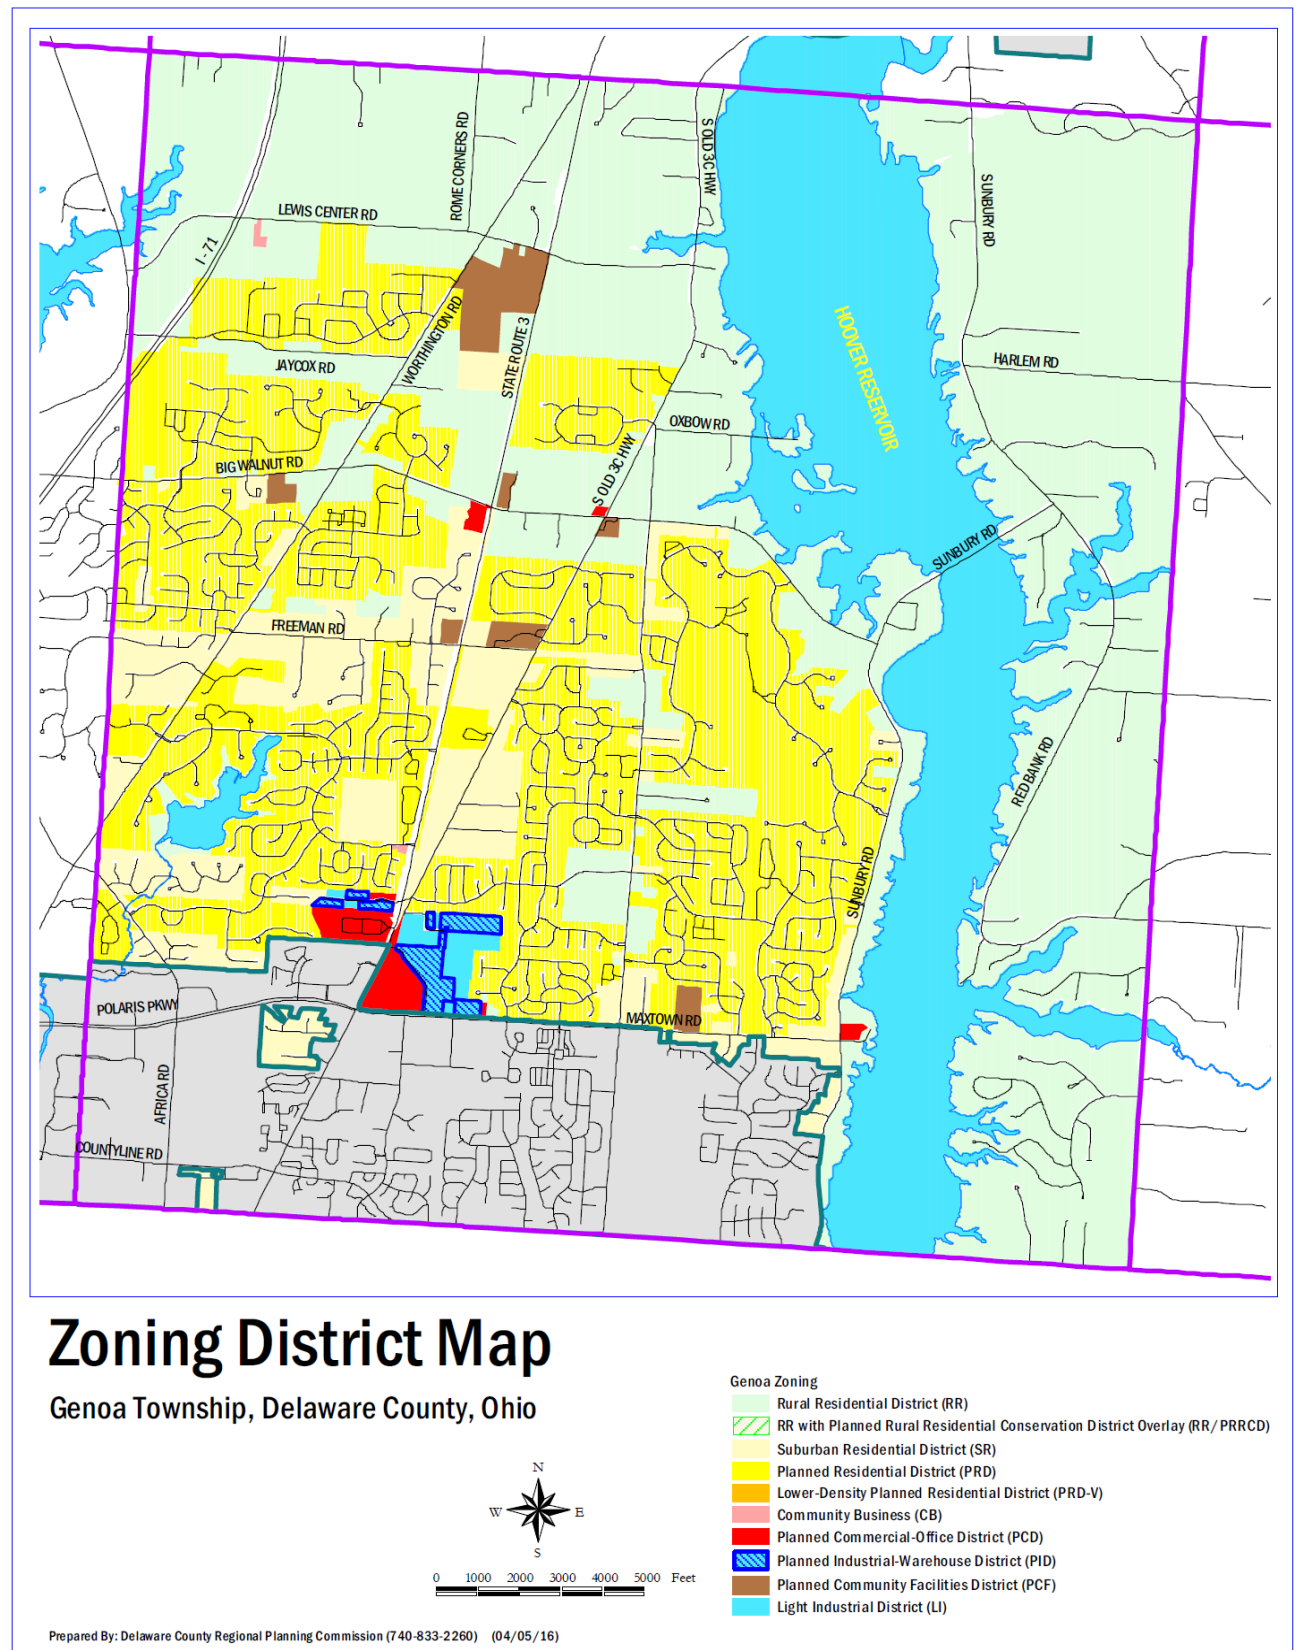 ROME CORNERS RD
S OLD 3C HWY
SUNBURY RD
LEWIS CENTER RD
I - 71
WORTHINGTON RD
STATE ROUTE 3
HOOVER RESERVOIR
JAYCOX RD
HARLEM RD
OXBOW RD
S OLD 3C HWY
BIG WALNUT RD
SUNBURY RD
FREEMAN RD
RED BANK RD
SUNBURY RD
POLARIS PKWY
MAXTOWN RD
AFRICA RD
COUNTYLINE RD
Zoning District Map
Genoa Township, Delaware County, Ohio
N
W E
S
0 1000 2000 3000 4000 5000 Feet
Genoa Zoning
Rural Residential District (RR)
RR with Planned Rural Residential Conservation District Overlay (RR/PRRCD)
Suburban Residential District (SR)
Planned Residential District (PRD)
Lower-Density Planned Residential District (PRD-V)
Community Business (CB)
Planned Commercial-Office District (PCD)
Planned Industrial-Warehouse District (PID)
Planned Community Facilities District (PCF)
Light Industrial District (LI)
Prepared By: Delaware County Regional Planning Commission (740-833-2260) (04/05/16)